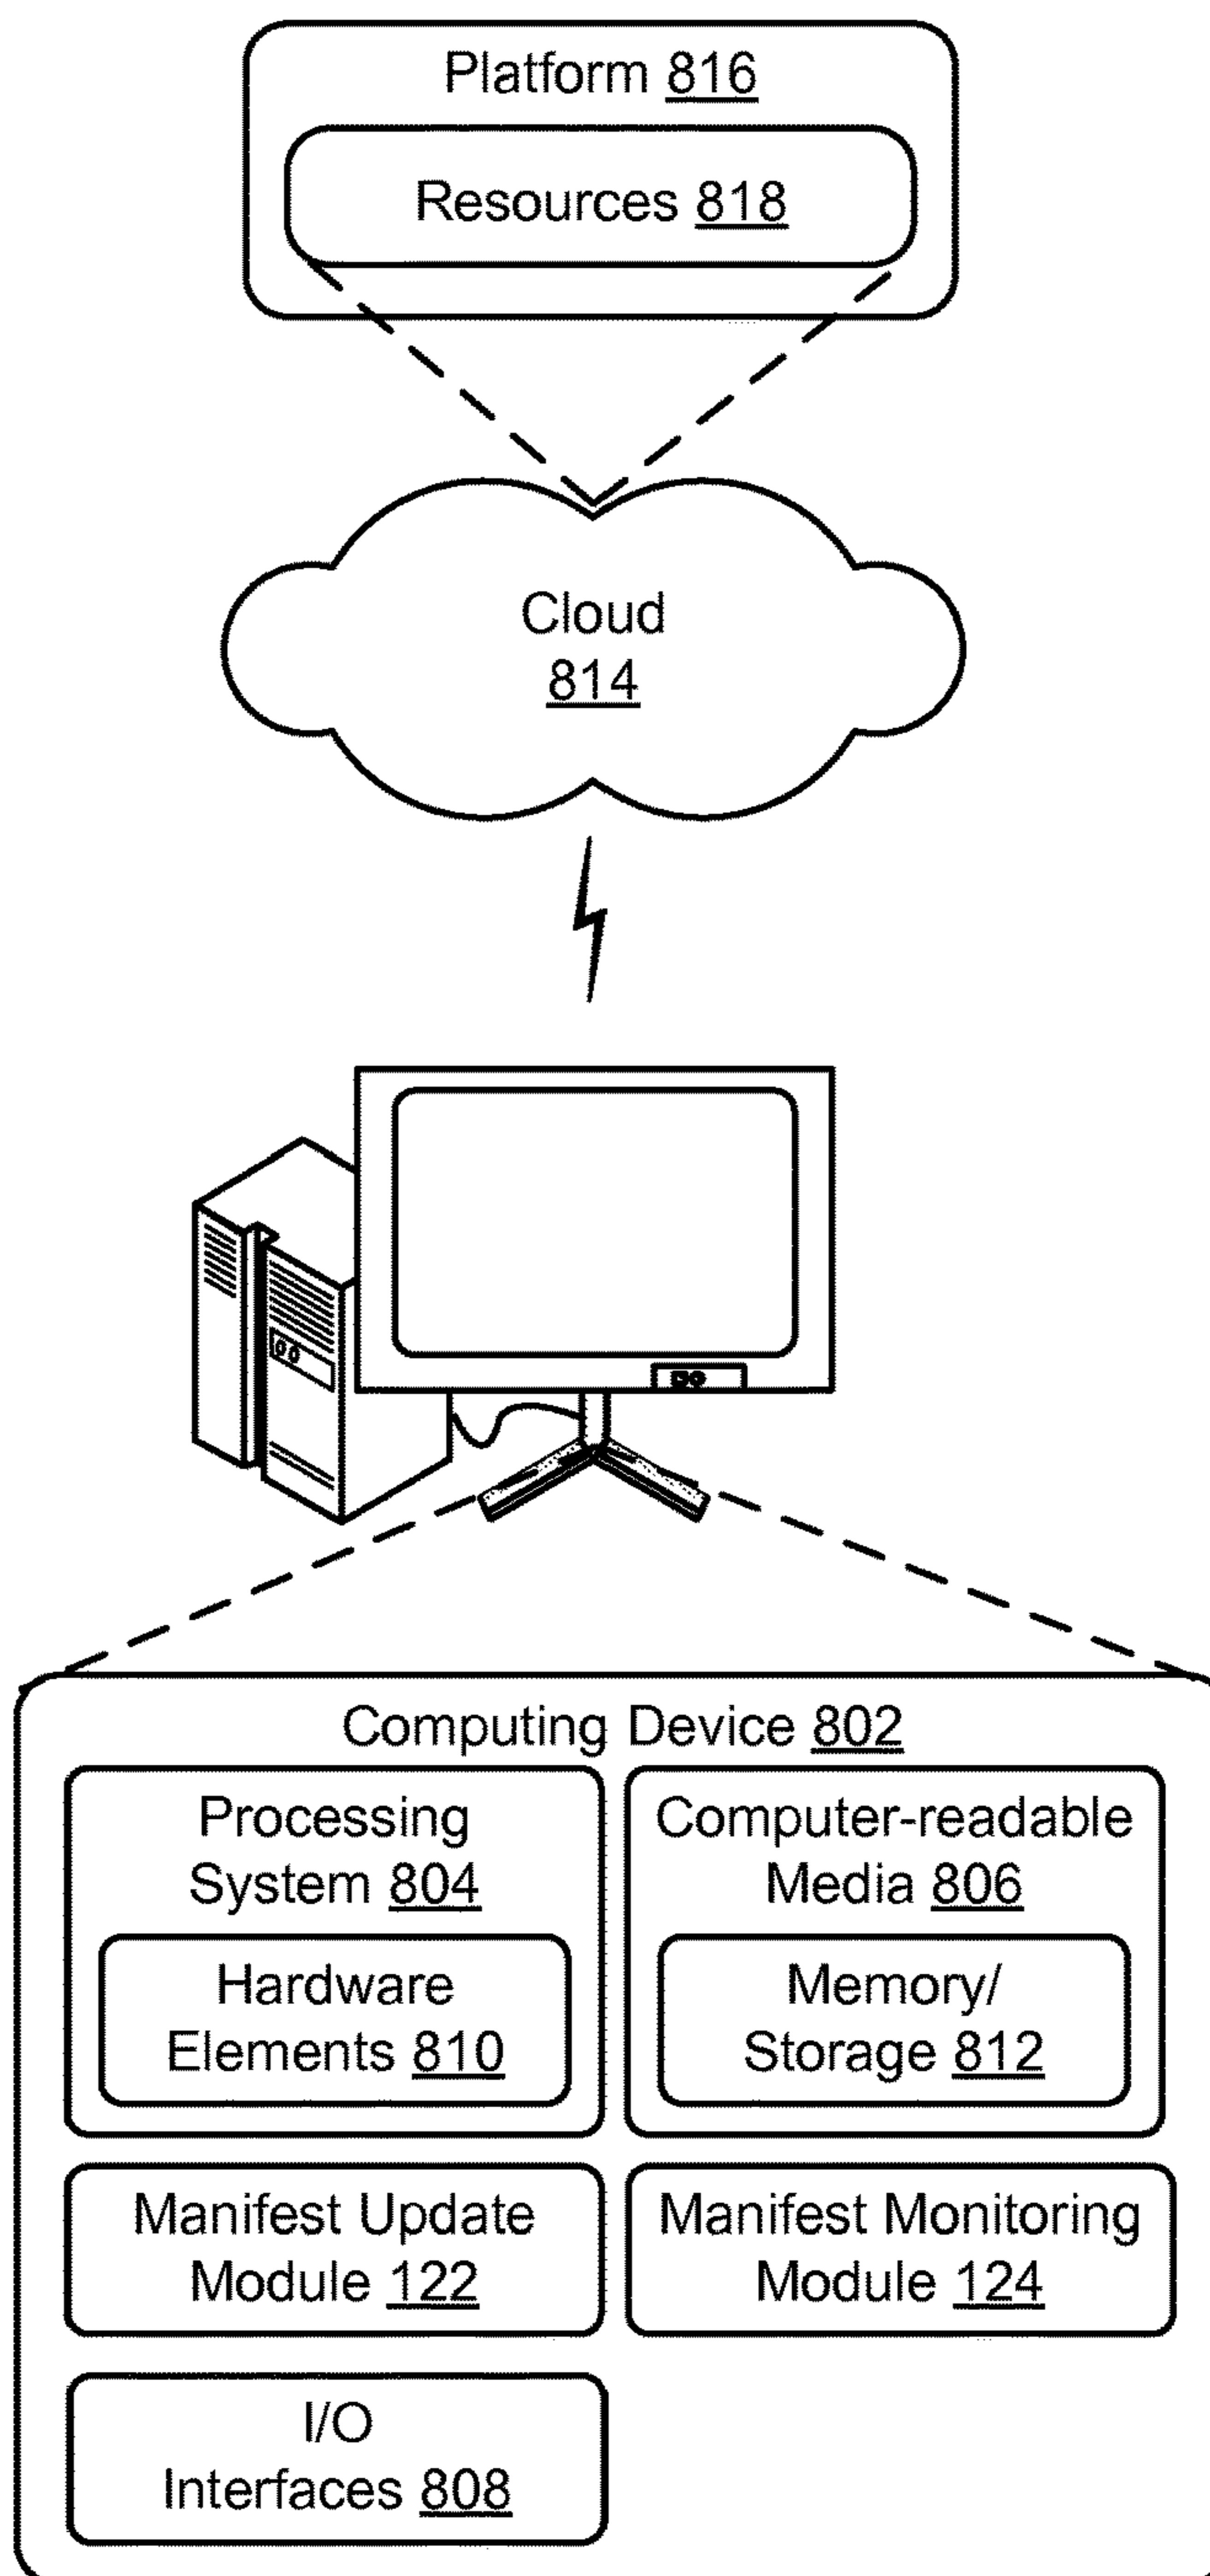 Platform 816
Resources 818
Cloud
814
Computing Device 802
Processing
System 804
Hardware
Elements 810
Computer-readable
Media 806
Memory/
Storage 812
Manifest Update
Module 122
Manifest Monitoring
Module 124
I/O
Interfaces 808